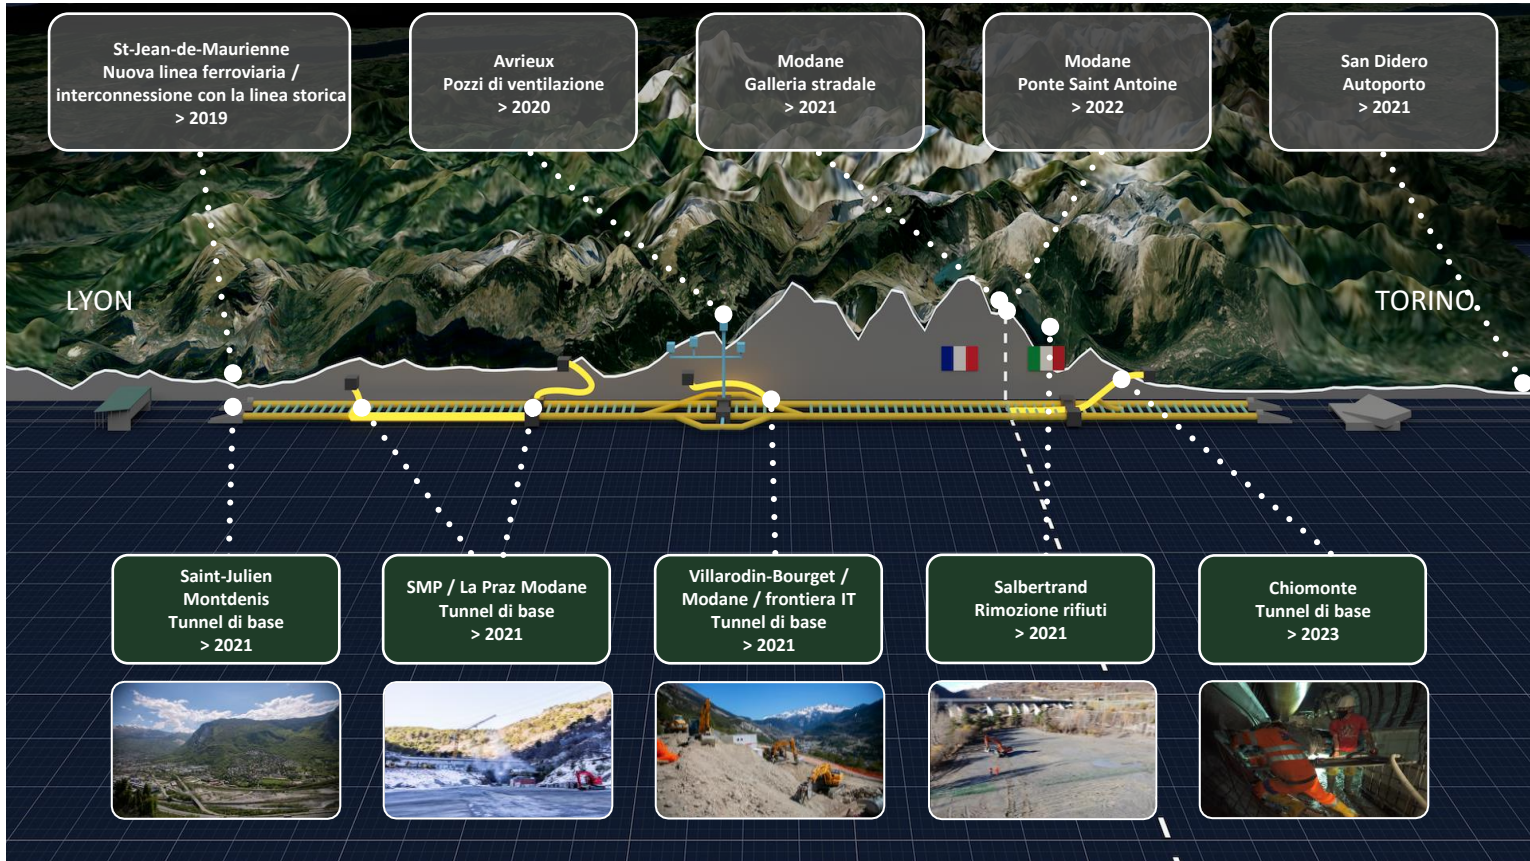 St-Jean-de-Maurienne
Nuova linea ferroviaria /
interconnessione con la linea storica
> 2019
Avrieux
Pozzi di ventilazione
> 2020
Modane
Galleria stradale
> 2021
Modane
Ponte Saint Antoine
> 2022
San Didero
Autoporto
> 2021
LYON
TORINO
Saint-Julien
Montdenis
Tunnel di base
> 2021
SMP / La Praz Modane
Tunnel di base
> 2021
Villarodin-Bourget /
Modane / frontiera IT
Tunnel di base
> 2021
Salbertrand
Rimozione rifiuti
> 2021
Chiomonte
Tunnel di base
> 2023